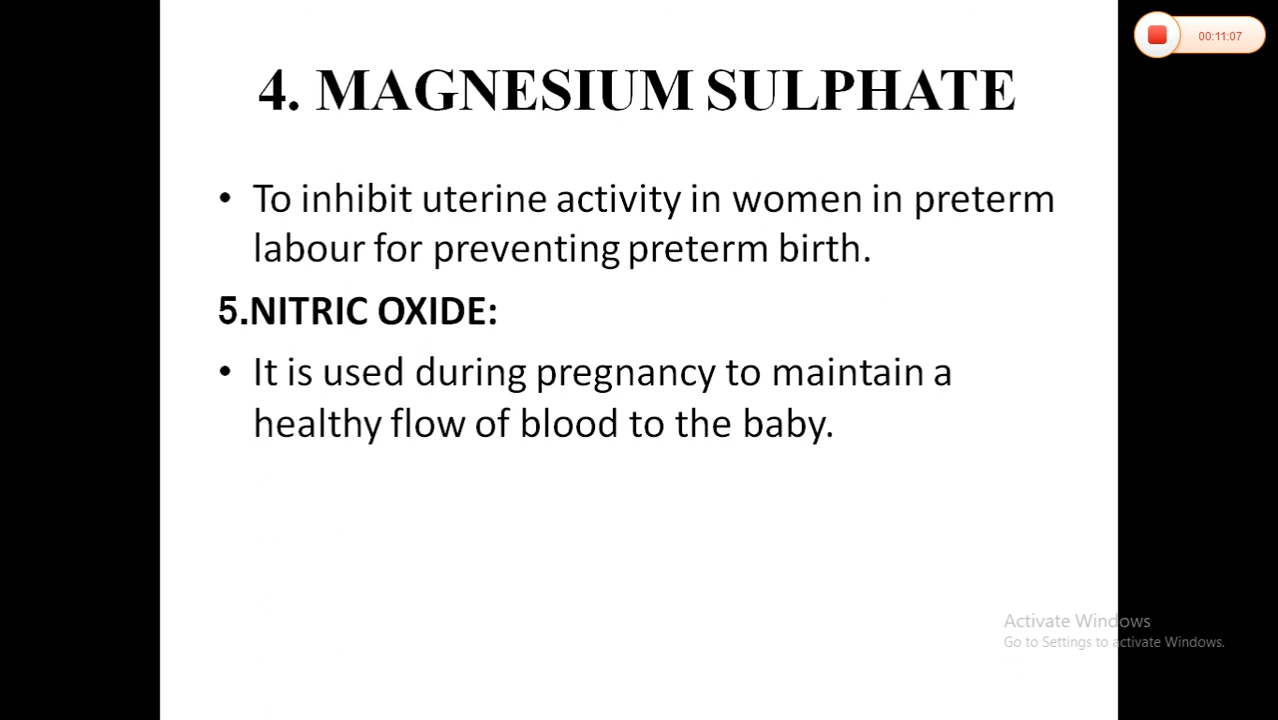 00:11:07
4. MAGNESIUM SULPHATE
• To inhibit uterine activity in women in preterm
labour for preventing preterm birth.
5.NITRIC OXIDE:
• It is used during pregnancy to maintain a
healthy flow of blood to the baby.
Activate Windows
Go to Settings to activate Windows.